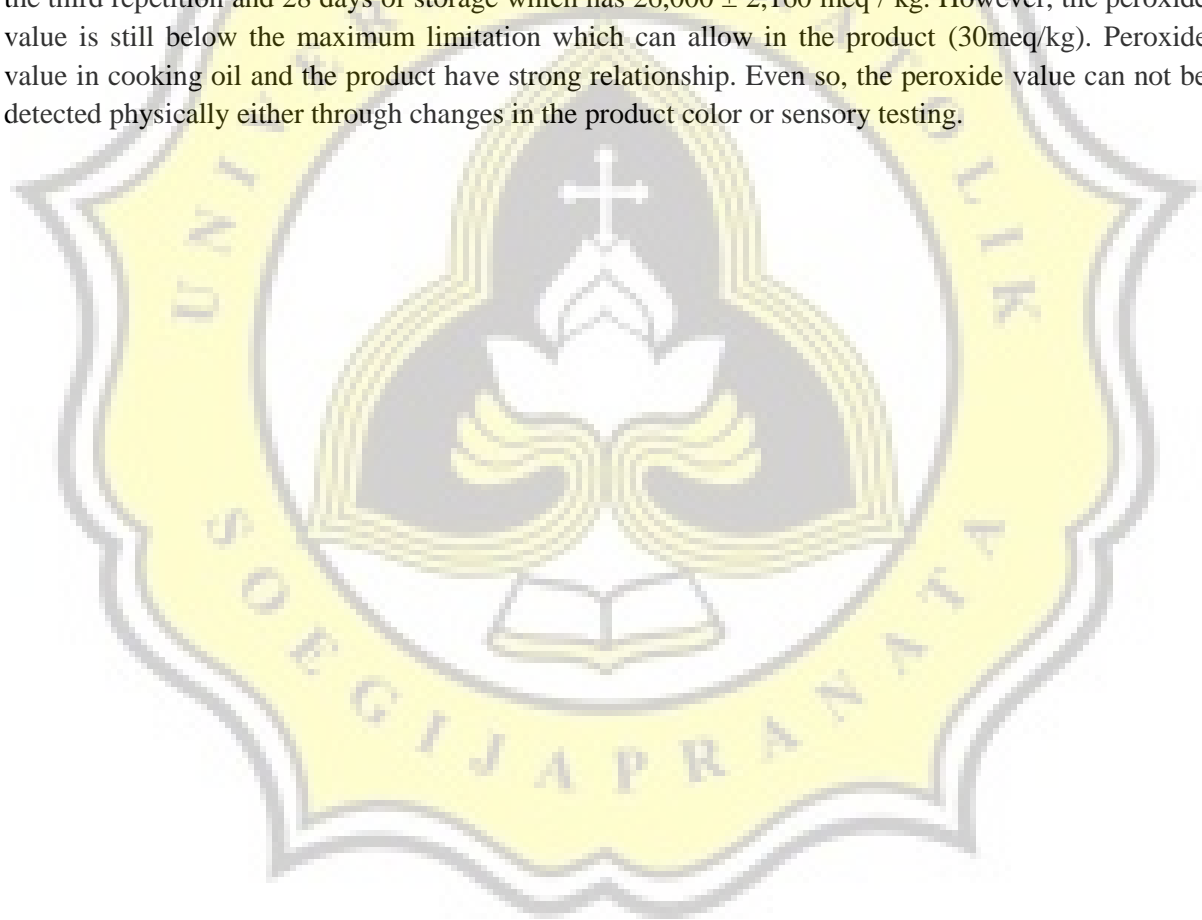 the third repetition and 28 days of storage which has 26,000 ± 2,160 meq / kg. However, the peroxide
value is still below the maximum limitation which can allow in the product (30meq/kg). Peroxide
value in cooking oil and the product have strong relationship. Even so, the peroxide value can not be
detected physically either through changes in the product color or sensory testing.
UNIVER
ATOLIK
SOEGIJAPRANATA